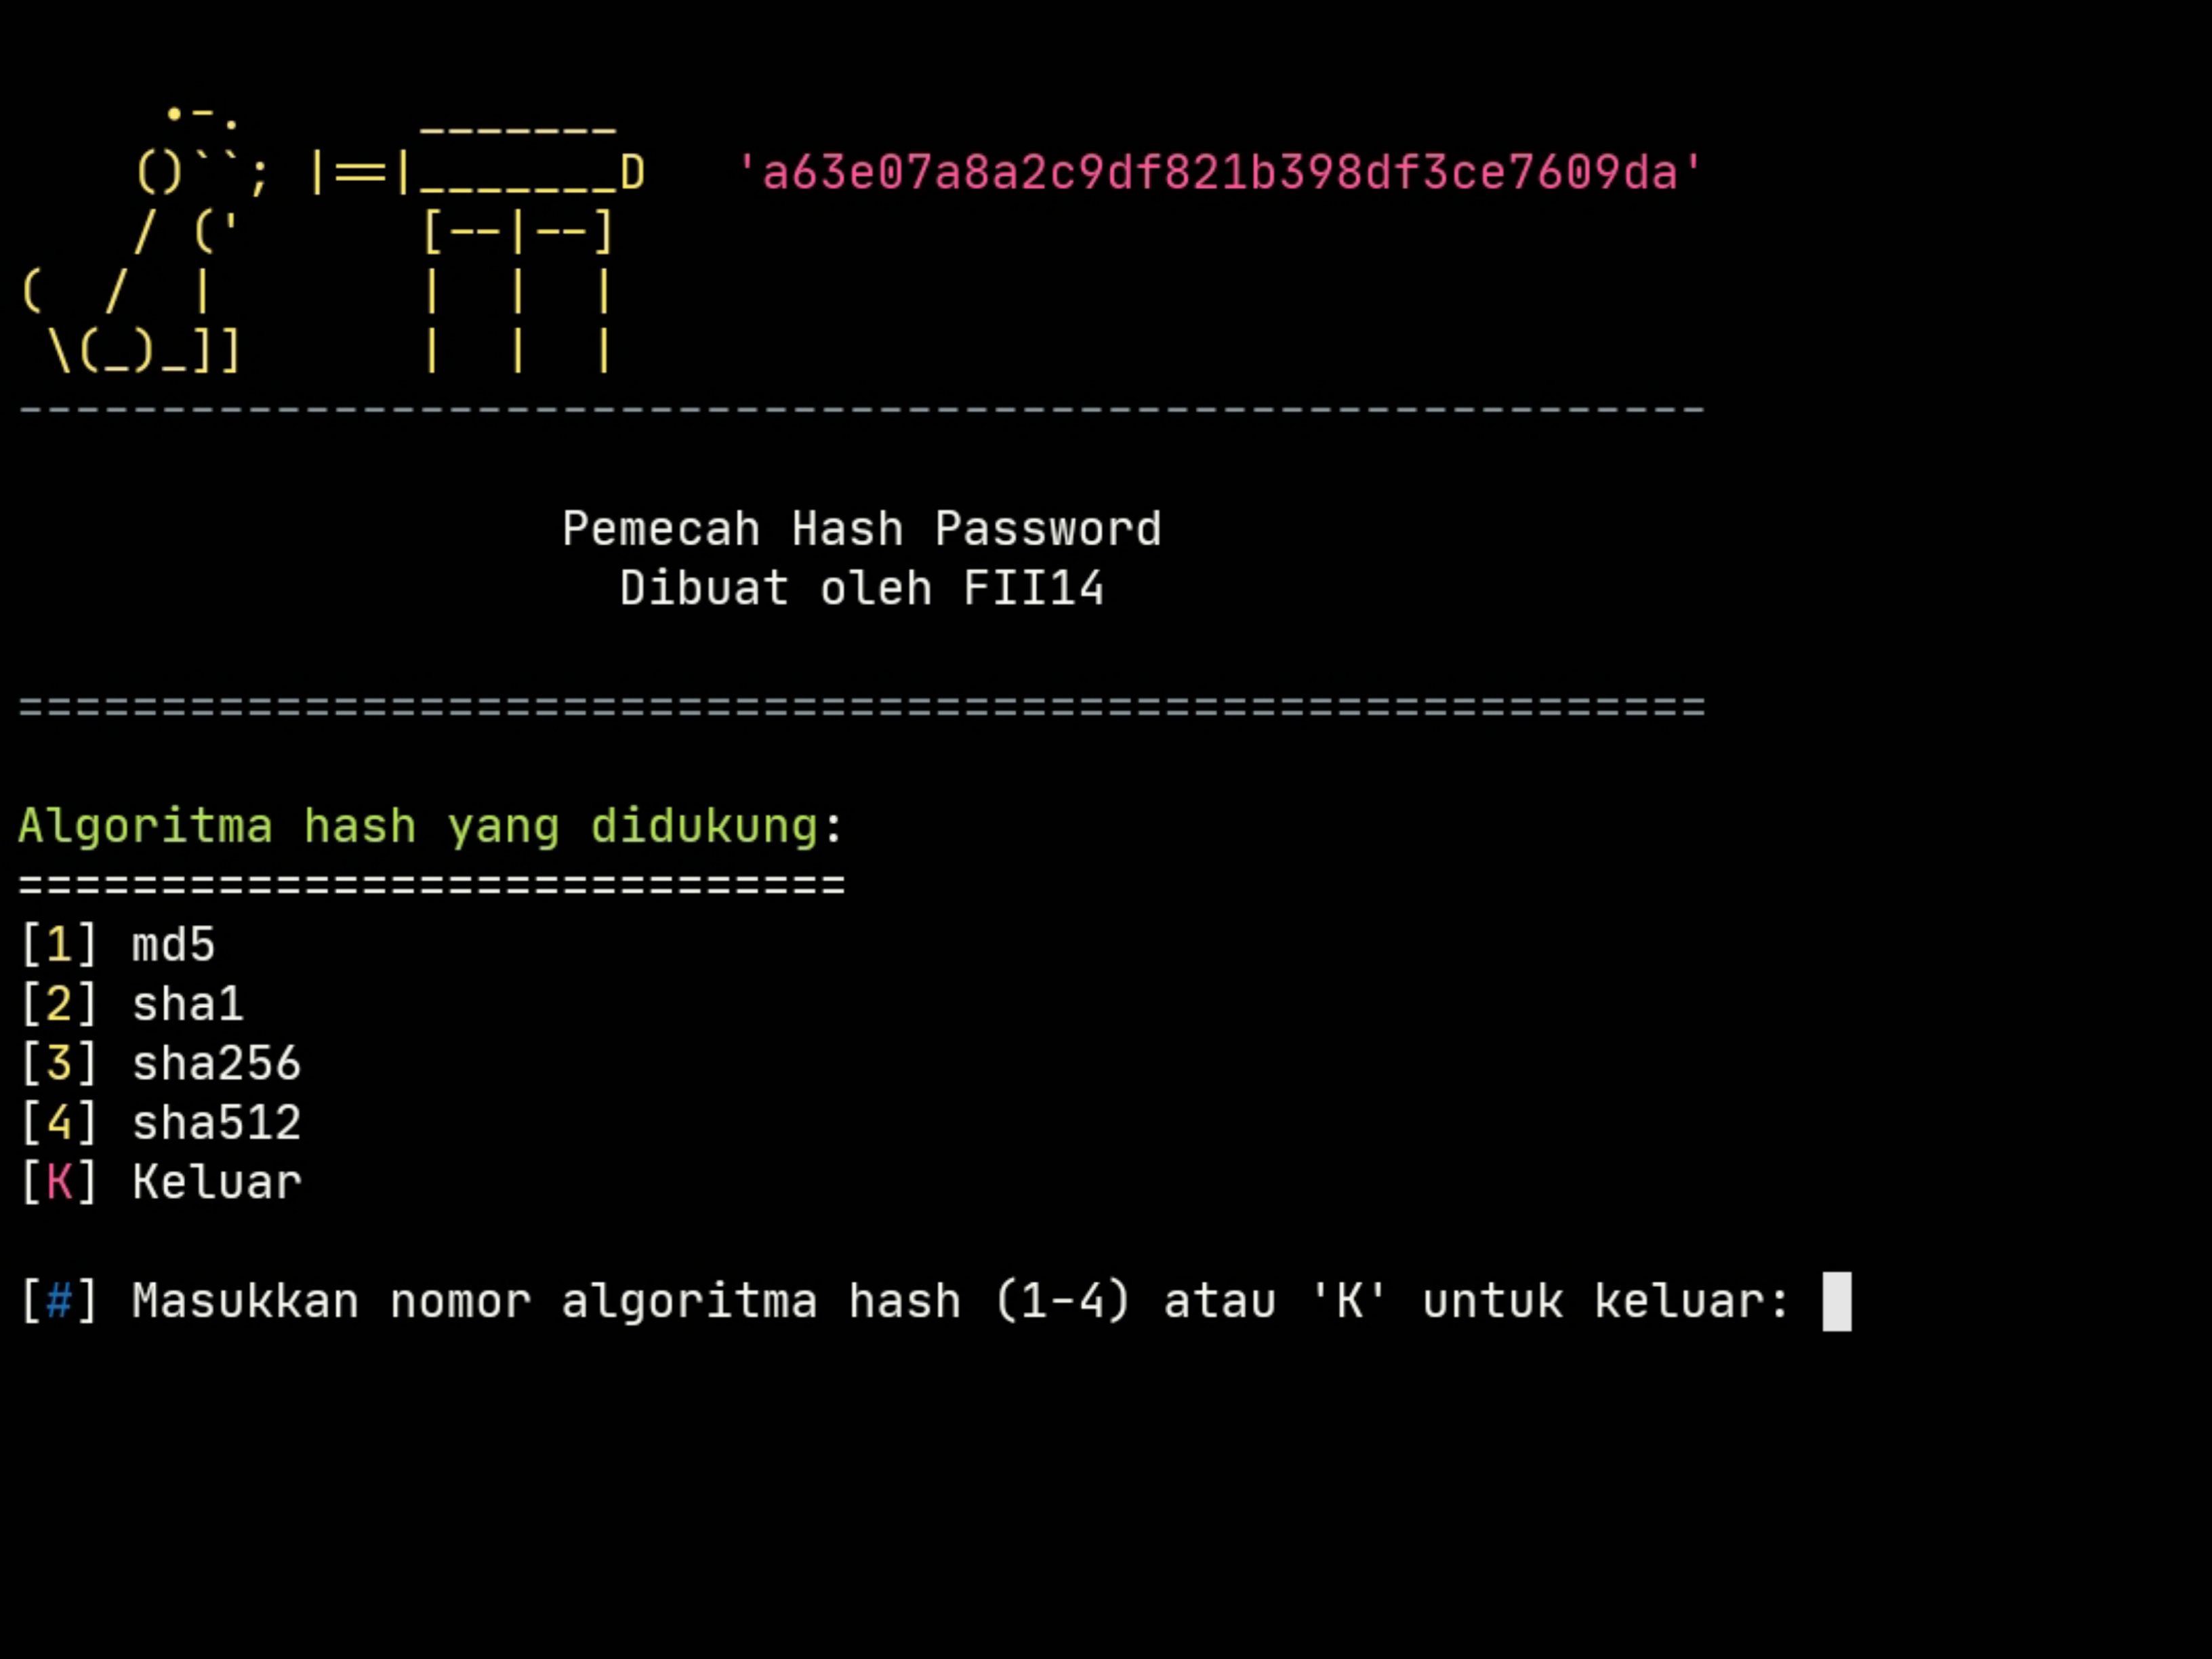 •-.            _______
()``; |==|_______D   'a63e07a8a2c9df821b398df3ce7609da'
/ ('      [--|--]
(  /  |       |  |  |
\(_)_]]      |  |  |
-----------------------------------------------------------
Pemecah Hash Password
Dibuat oleh FII14
===========================================================
Algoritma hash yang didukung:
=============================
[1] md5
[2] sha1
[3] sha256
[4] sha512
[K] Keluar
[#] Masukkan nomor algoritma hash (1-4) atau 'K' untuk keluar: